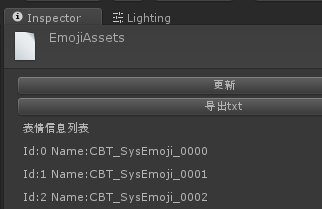 Inspector Lighting
EmojiAssets
更新
导出txt
表情信息列表
Id:0 Name:CBT_SysEmoji_0000
Id:1 Name:CBT_SysEmoji_0001
Id:2 Name:CBT_SysEmoji_0002